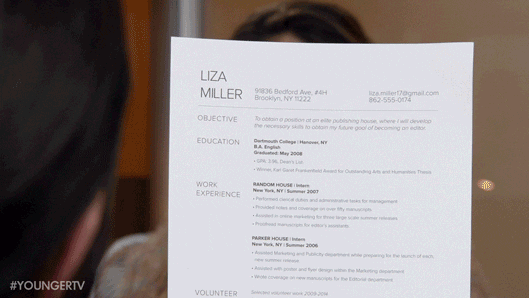 LIZA
MILLER
91836 Bedford Ave, #4H
Brooklyn, NY 11222
liza.miller17@gmail.com
862-555-0174
OBJECTIVE
To obtain a position at an elite publishing house, where I will develop
the necessary skills to obtain my future goal of becoming an editor.
EDUCATION
Dartmouth College | Hanover, NY
B.A. English
Graduated: May 2008
• GPA: 3.96, Dean's List
• Winner, Karl David Award for Outstanding Arts and Humanities Thesis
WORK
EXPERIENCE
RANDOM HOUSE | Intern
New York, NY | Summer 2007
• Performed clerical duties and administrative tasks for management
• Provided notes and coverage on over fifty manuscripts
• Assisted in online marketing for three large scale summer releases
• Proofread manuscripts for editor's assistants
PARKER HOUSE | Intern
New York, NY | Summer 2006
• Assisted Marketing and Publicity department while preparing for the launch of each
new summer release
• Assisted with poster and flyer design within the Marketing department
• Wrote coverage on new manuscripts for the Editorial department
VOLUNTEER
Selected volunteer work 2009-2014
#YOUNGERTV